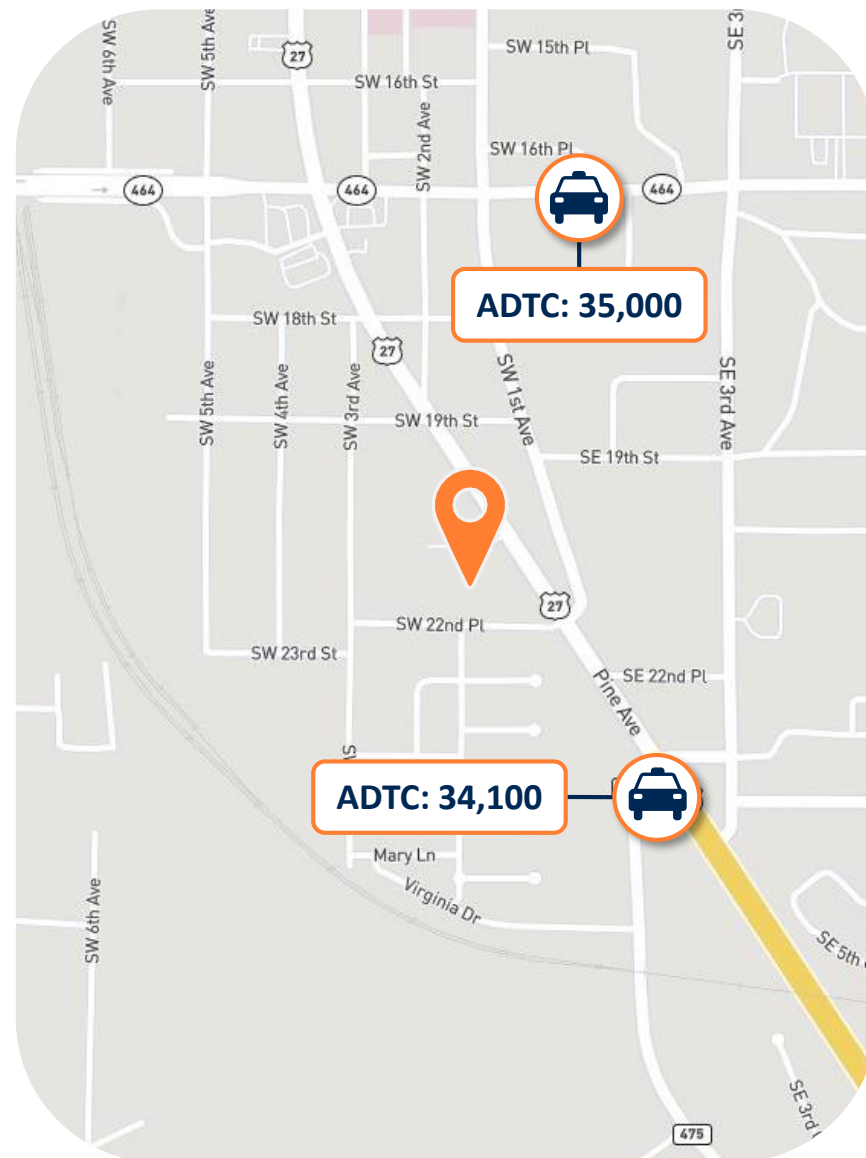 SW 6th Ave
SW 5th Ave
27
SW 15th Pl
SW 16th St
SW 2nd Ave
SW 16th Pl
464
464
464
ADTC: 35,000
SW 18th St
27
SW 5th Ave
SW 4th Ave
SW 3rd Ave
SW 1st Ave
SE 3rd Ave
SW 19th St
SE 19th St
27
SW 22nd Pl
SW 23rd St
SE 22nd Pl
Pine Ave
ADTC: 34,100
Mary Ln
Virginia Dr
SW 6th Ave
SE 5th
SE 3rd
475